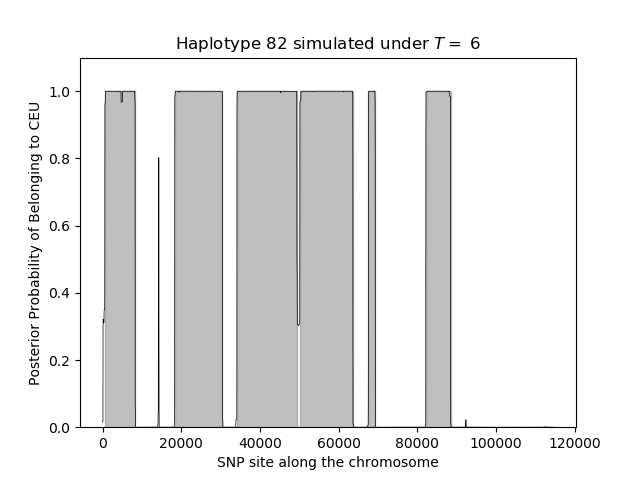 Haplotype 82 simulated under T = 6
Posterior Probability of Belonging to CEU
1.0
0.8
0.6
0.4
0.2
0.0
0 20000 40000 60000 80000 100000 120000
SNP site along the chromosome